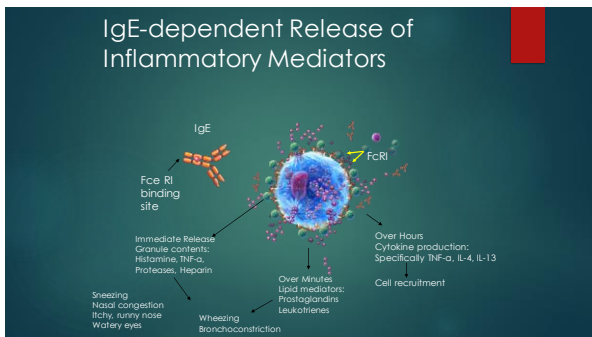 IgE-dependent Release of
Inflammatory Mediators
IgE
FcRI
Fce RI
binding
site
Immediate Release
Granule contents:
Histamine, TNF-a,
Proteases, Heparin
Over Minutes
Lipid mediators:
Prostaglandins
Leukotrienes
Over Hours
Cytokine production:
Specifically TNF-a, IL-4, IL-13
Cell recruitment
Sneezing
Nasal congestion
Itchy, runny nose
Watery eyes
Wheezing
Bronchoconstriction